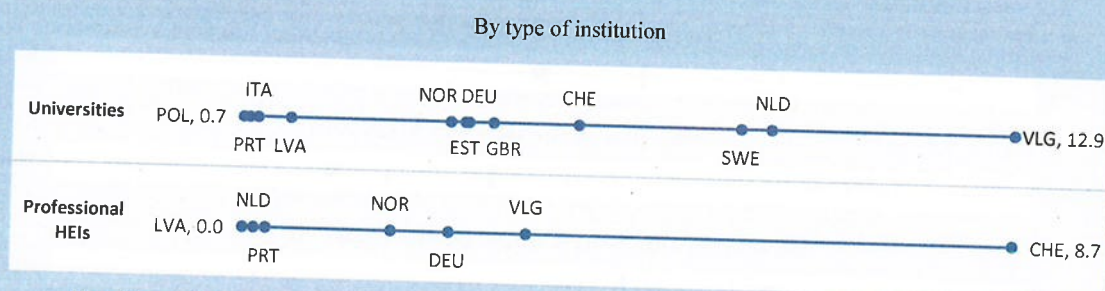 By type of institution
ITA NOR DEU CHE NLD
Universities POL, 0.7 VLG, 12.9
PRT LVA EST GBR SWE
NLD NOR VLG
Professional
HEIs
LVA, 0.0 CHE, 8.7
PRT DEU